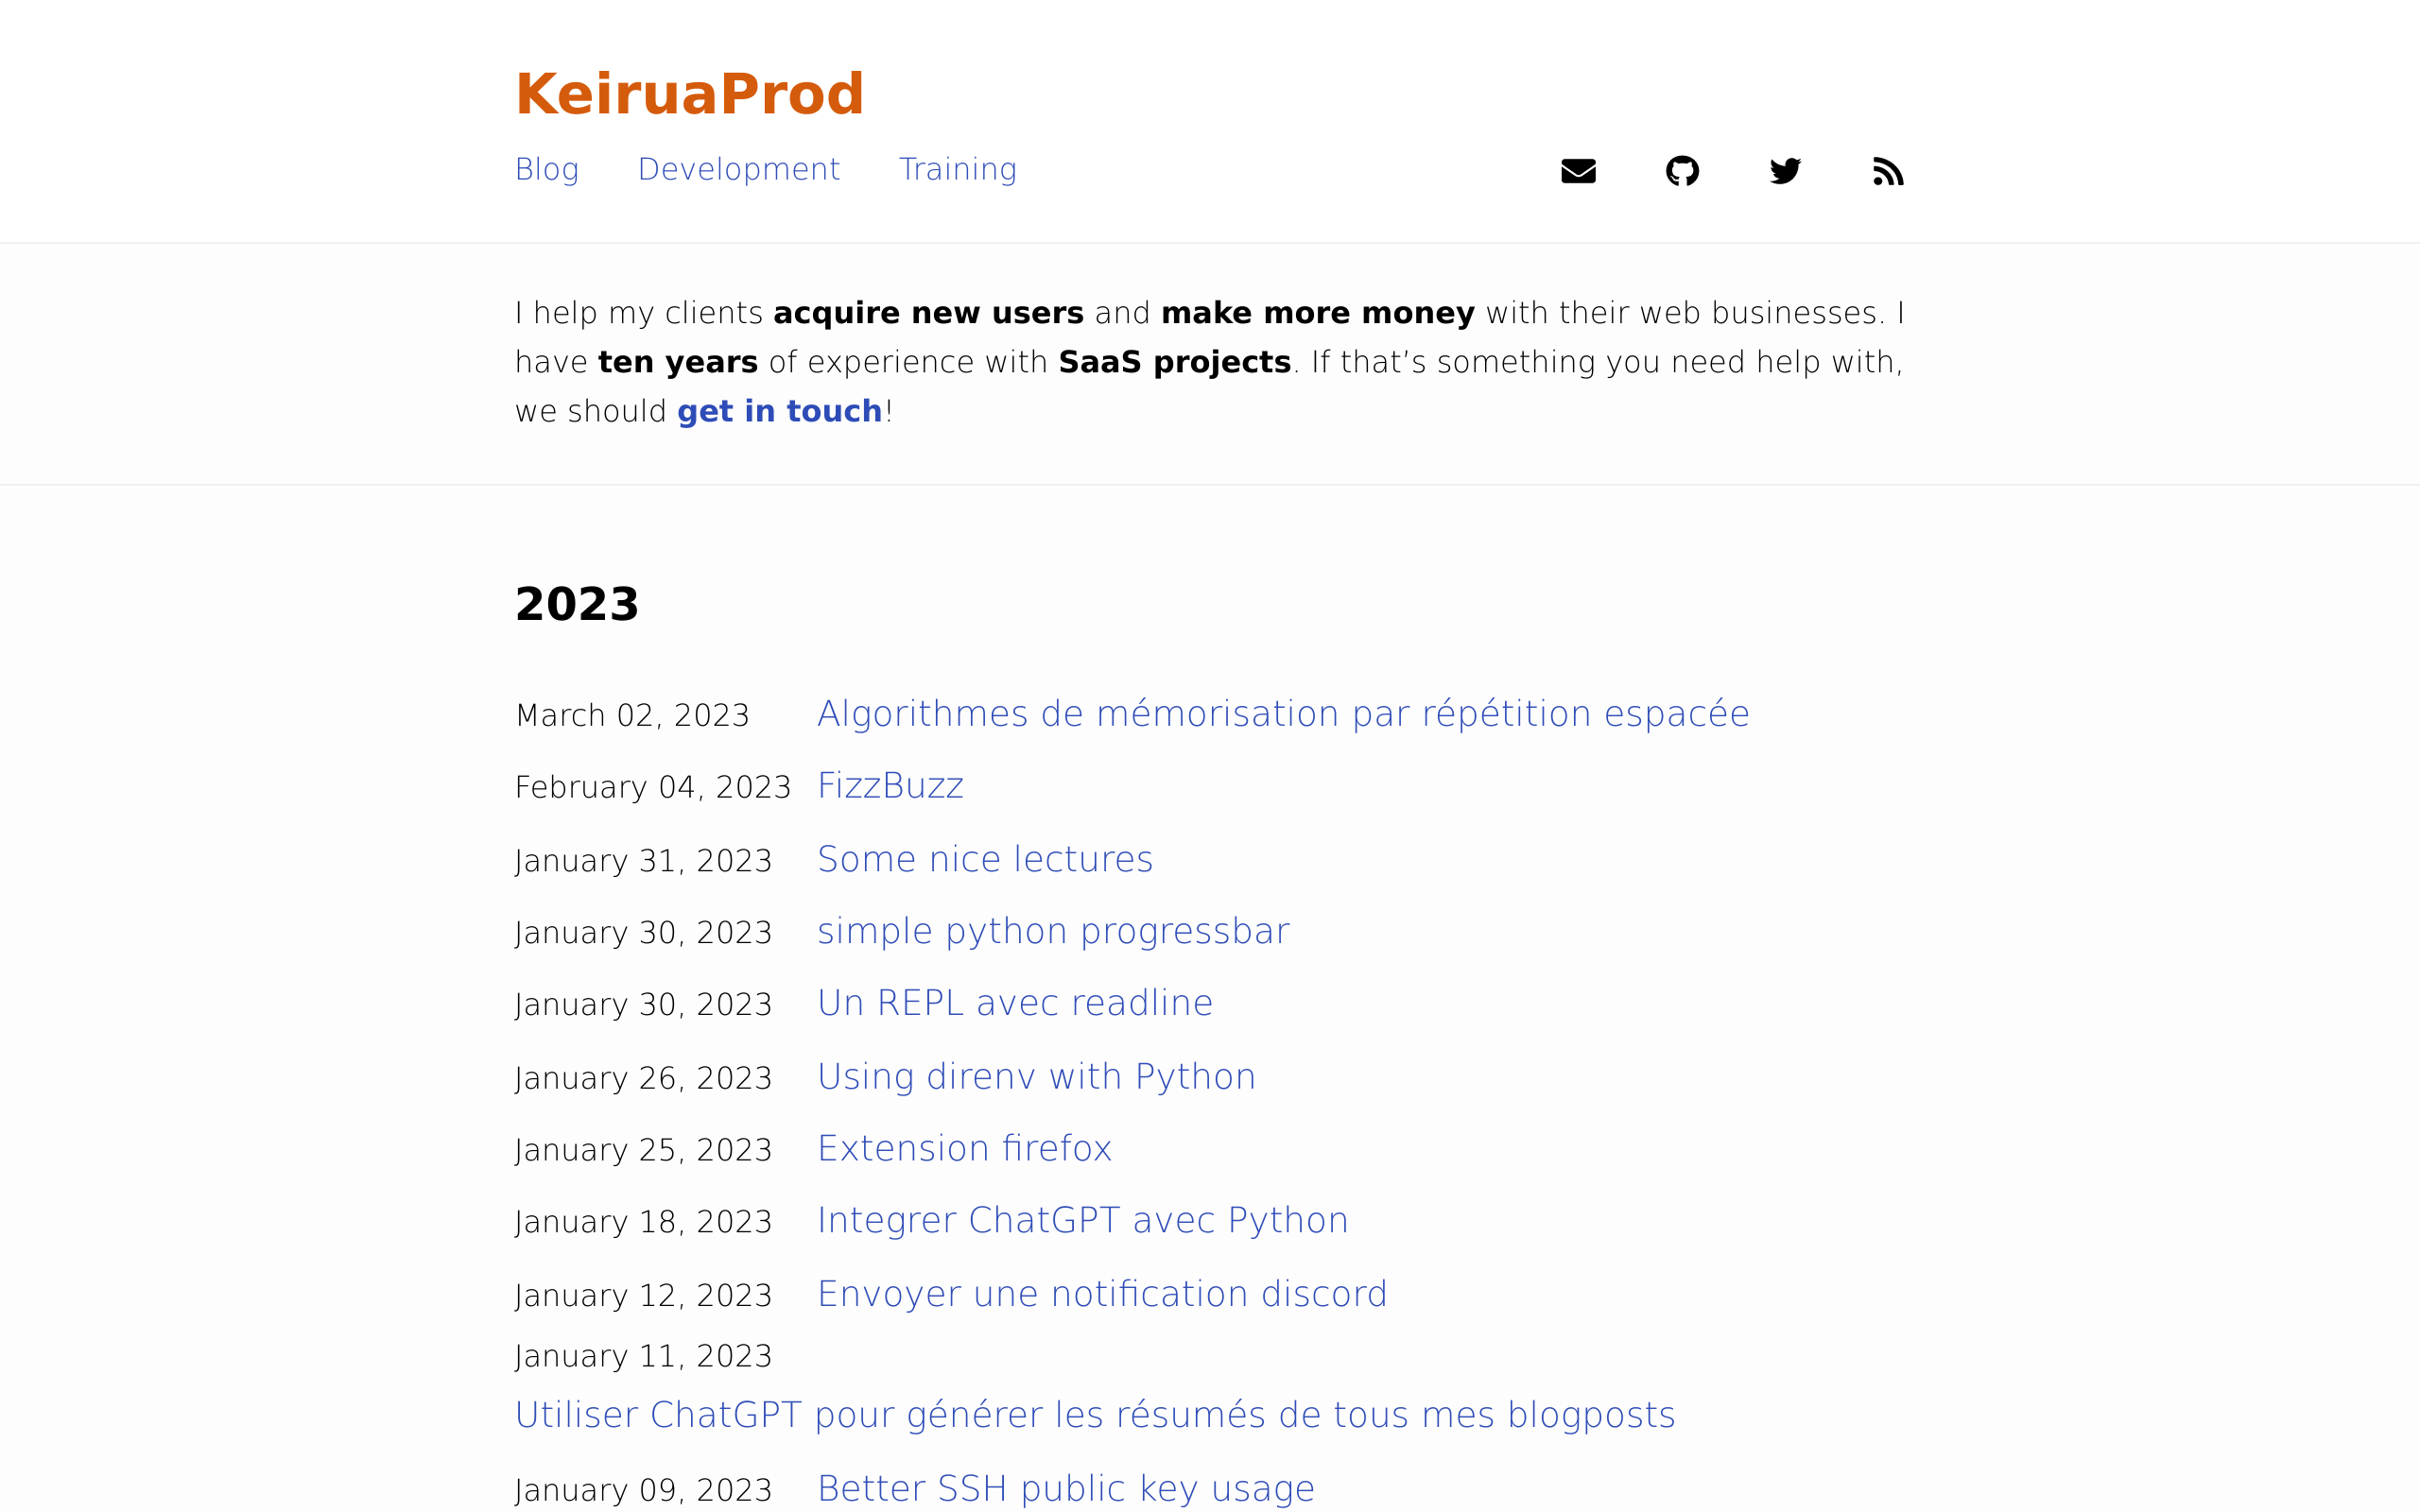 KeiruaProd
Blog Development Training
I help my clients acquire new users and make more money with their web businesses. I
have ten years of experience with SaaS projects. If that’s something you need help with,
we should get in touch!
2023
March 02, 2023 Algorithmes de mémorisation par répétition espacée
February 04, 2023 FizzBuzz
January 31, 2023 Some nice lectures
January 30, 2023 simple python progressbar
January 30, 2023 Un REPL avec readline
January 26, 2023 Using direnv with Python
January 25, 2023 Extension firefox
January 18, 2023 Integrer ChatGPT avec Python
January 12, 2023 Envoyer une notification discord
January 11, 2023
Utiliser ChatGPT pour générer les résumés de tous mes blogposts
January 09, 2023 Better SSH public key usage